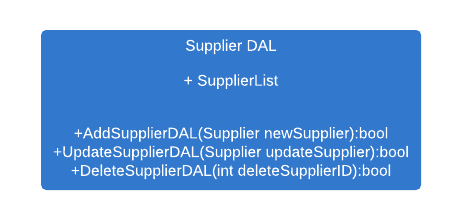 Supplier DAL
+ SupplierList
+AddSupplierDAL(Supplier newSupplier):bool
+UpdateSupplierDAL(Supplier updateSupplier):bool
+DeleteSupplierDAL(int deleteSupplierID):bool